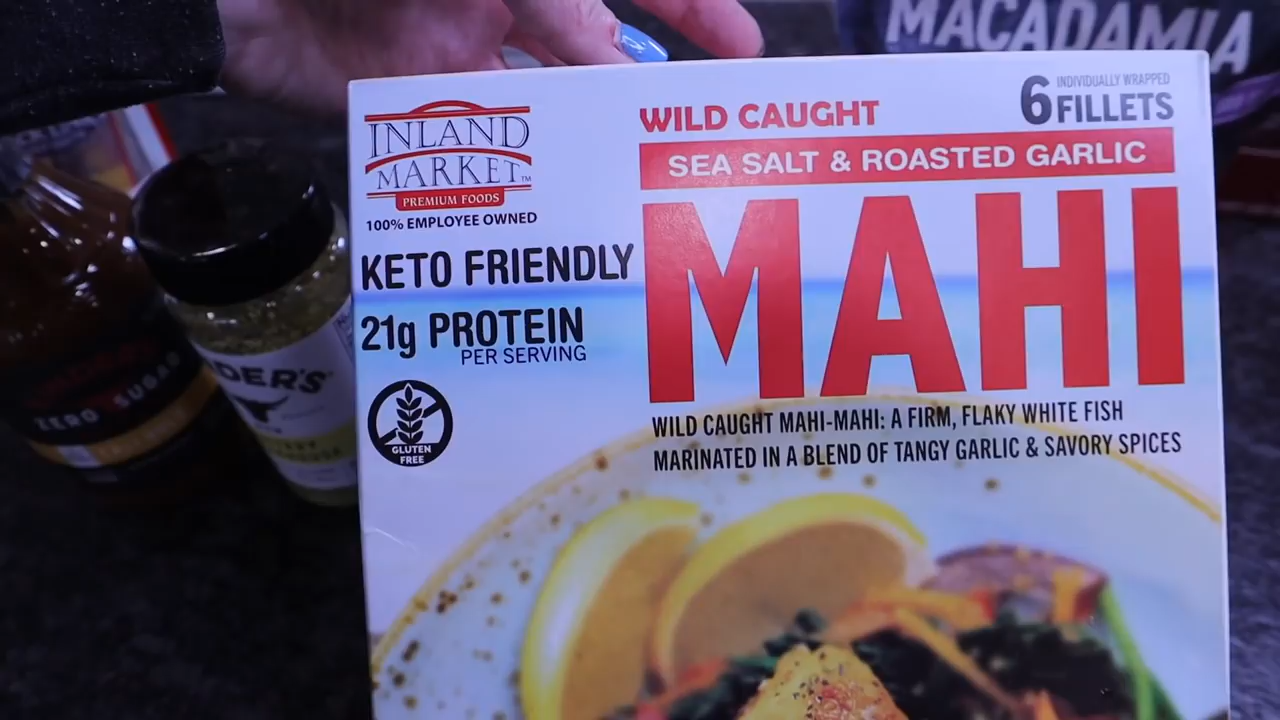 MACADAMIA
INLAND
MARKET™
PREMIUM FOODS
100% EMPLOYEE OWNED
KETO FRIENDLY
21g PROTEIN
PER SERVING
GLUTEN
FREE
WILD CAUGHT
6 INDIVIDUALLY WRAPPED
FILLETS
SEA SALT & ROASTED GARLIC
MAHI
WILD CAUGHT MAHI-MAHI: A FIRM, FLAKY WHITE FISH
MARINATED IN A BLEND OF TANGY GARLIC & SAVORY SPICES
ZERO SUGAR
DER'S